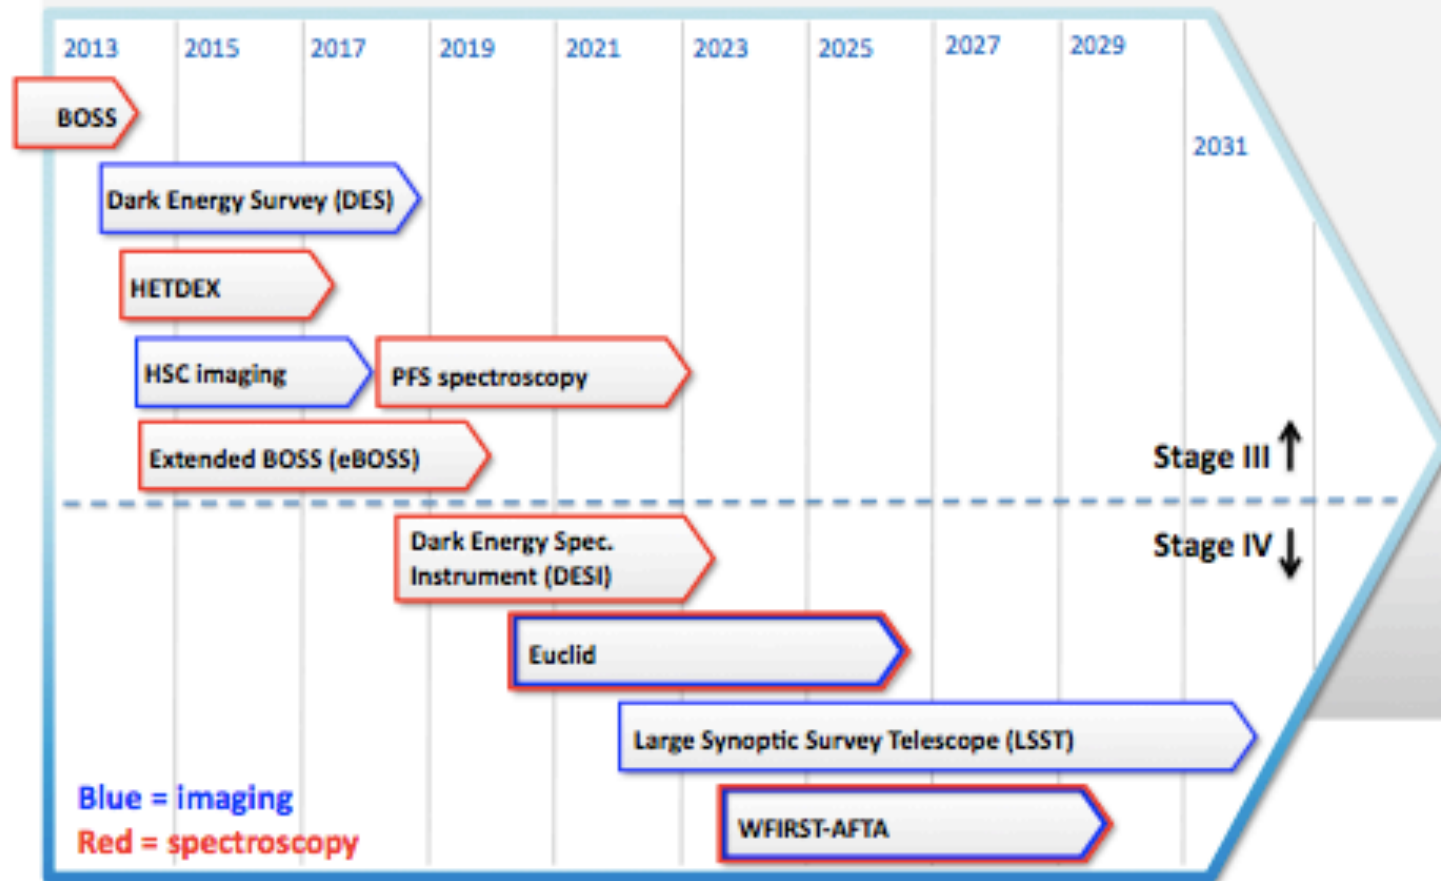 2013 2015 2017 2019 2021 2023 2025 2027 2029
BOSS
2031
Dark Energy Survey (DES)
HETDEX
HSC imaging
PFS spectroscopy
Extended BOSS (eBOSS)
Stage III ↑
Dark Energy Spec.
Instrument (DESI)
Stage IV ↓
Euclid
Large Synoptic Survey Telescope (LSST)
Blue = imaging
WFIRST-AFTA
Red = spectroscopy